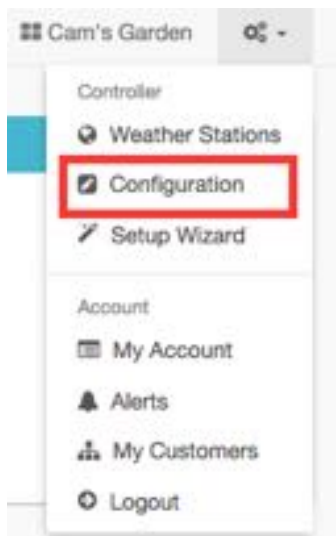 Cam's Garden
Controller
Weather Stations
Configuration
Setup Wizard
Account
My Account
Alerts
My Customers
Logout